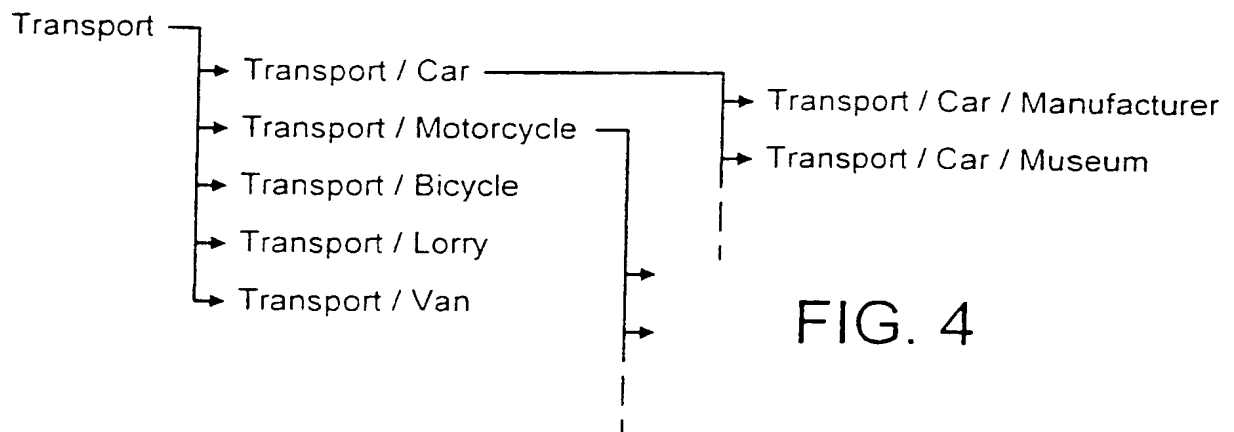 Transport
Transport / Car
Transport / Motorcycle
Transport / Bicycle
Transport / Lorry
Transport / Van
Transport / Car / Manufacturer
Transport / Car / Museum
FIG. 4